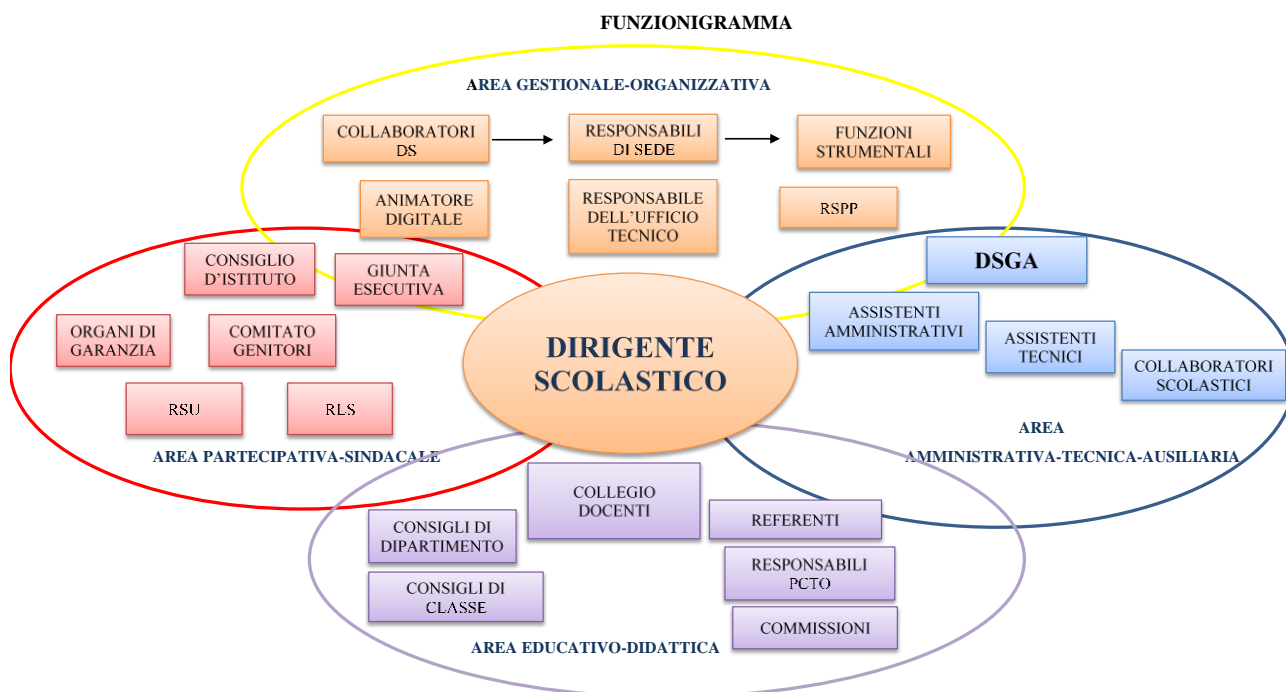 FUNZIONIGRAMMA
AREA GESTIONALE-ORGANIZZATIVA
COLLABORATORI
DS
RESPONSABILI
DI SEDE
FUNZIONI
STRUMENTALI
ANIMATORE
DIGITALE
RESPONSABILE
DELL'UFFICIO
TECNICO
RSPP
CONSIGLIO
D'ISTITUTO
GIUNTA
ESECUTIVA
ORGANI DI
GARANZIA
COMITATO
GENITORI
RSU
RLS
AREA PARTECIPATIVA-SINDACALE
DIRIGENTE
SCOLASTICO
DSGA
ASSISTENTI
AMMINISTRATIVI
ASSISTENTI
TECNICI
COLLABORATORI
SCOLASTICI
AREA
AMMINISTRATIVA-TECNICA-AUSILIARIA
COLLEGIO
DOCENTI
CONSIGLI DI
DIPARTIMENTO
CONSIGLI DI
CLASSE
REFERENTI
RESPONSABILI
PCTO
COMMISSIONI
AREA EDUCATIVO-DIDATTICA